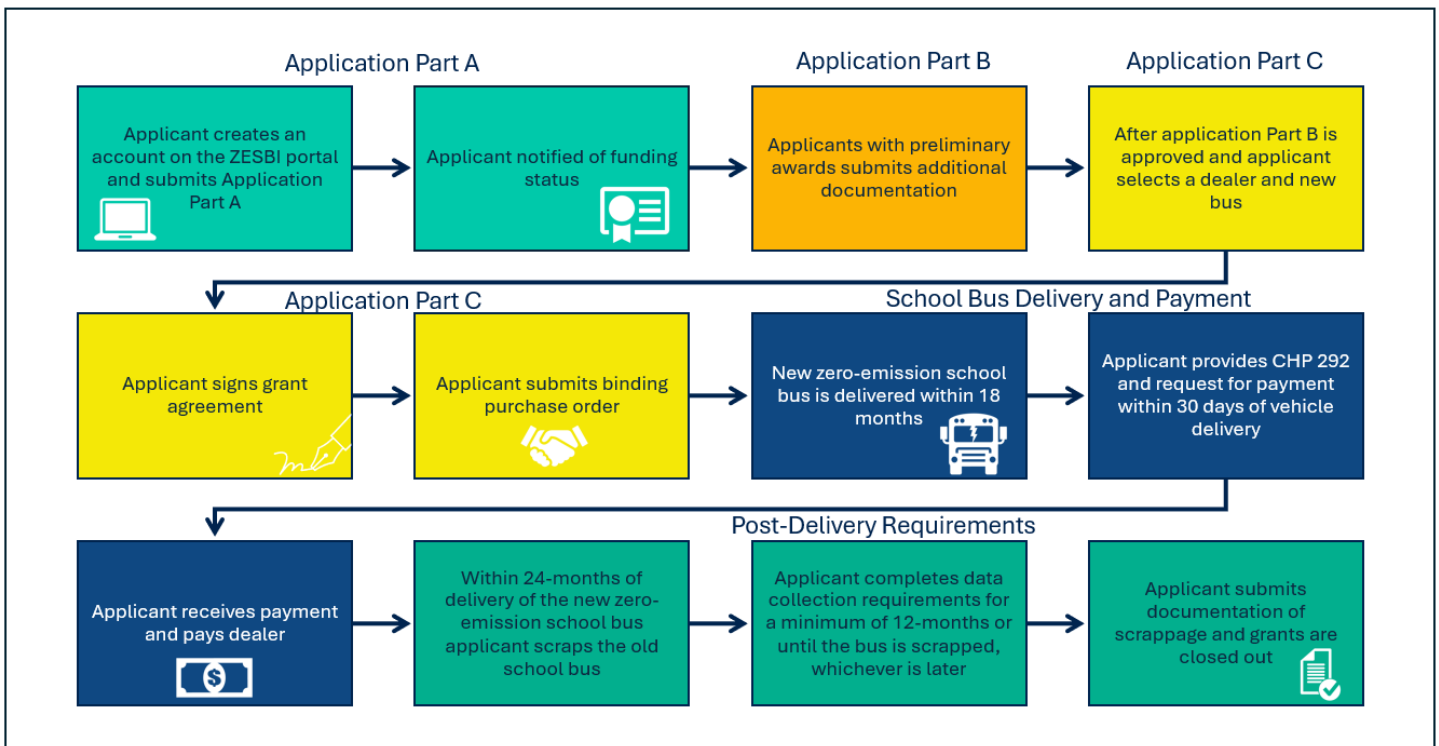 Application Part A
Application Part B
Application Part C
Applicant creates an
account on the ZESBI portal
and submits Application
Part A
Applicant notified of funding
status
Applicants with preliminary
awards submits additional
documentation
After application Part B is
approved and applicant
selects a dealer and new
bus
Application Part C
School Bus Delivery and Payment
Applicant signs grant
agreement
Applicant submits binding
purchase order
New zero-emission school
bus is delivered within 18
months
Applicant provides CHP 292
and request for payment
within 30 days of vehicle
delivery
Post-Delivery Requirements
Applicant receives payment
and pays dealer
$
Within 24-months of
delivery of the new zero-
emission school bus
applicant scraps the old
school bus
Applicant completes data
collection requirements for
a minimum of 12-months or
until the bus is scrapped,
whichever is later
Applicant submits
documentation of
scrappage and grants are
closed out